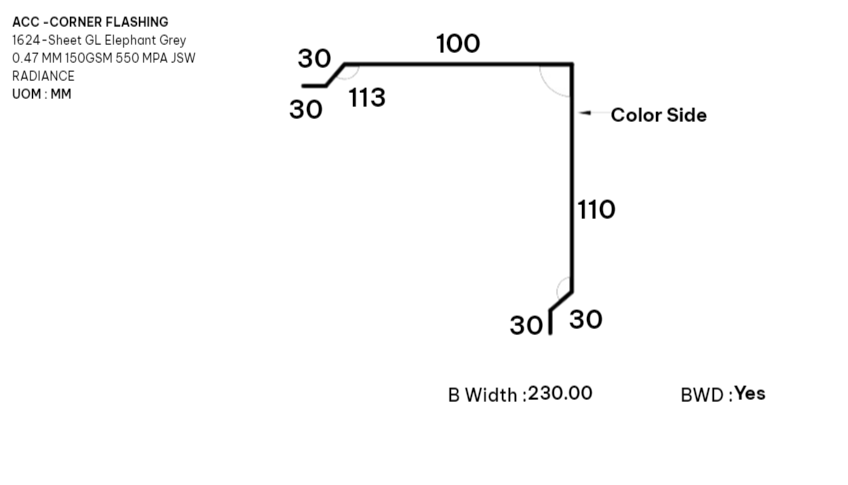 ACC -CORNER FLASHING
1624-Sheet GL Elephant Grey
0.47 MM 150GSM 550 MPA JSW
RADIANCE
UOM : MM
100
30
30
113
Color Side
110
30
30
B Width :230.00
BWD :Yes